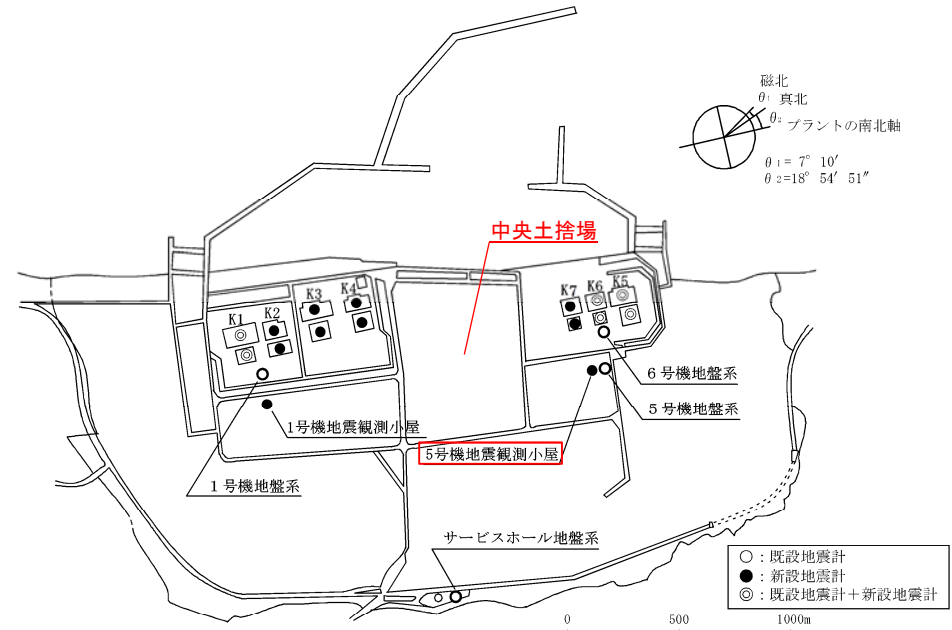 磁北
θ₁ 真北
θ₂ プラントの南北軸
θ₁= 7° 10′
θ₂=18° 54′ 51″
中央土捨場
K1
K2
K3
K4
K7
K6
K5
6号機地盤系
5号機地盤系
1号機地震観測小屋
5号機地震観測小屋
1号機地盤系
サービスホール地盤系
○：既設地震計
●：新設地震計
◎：既設地震計＋新設地震計
0 500 1000m